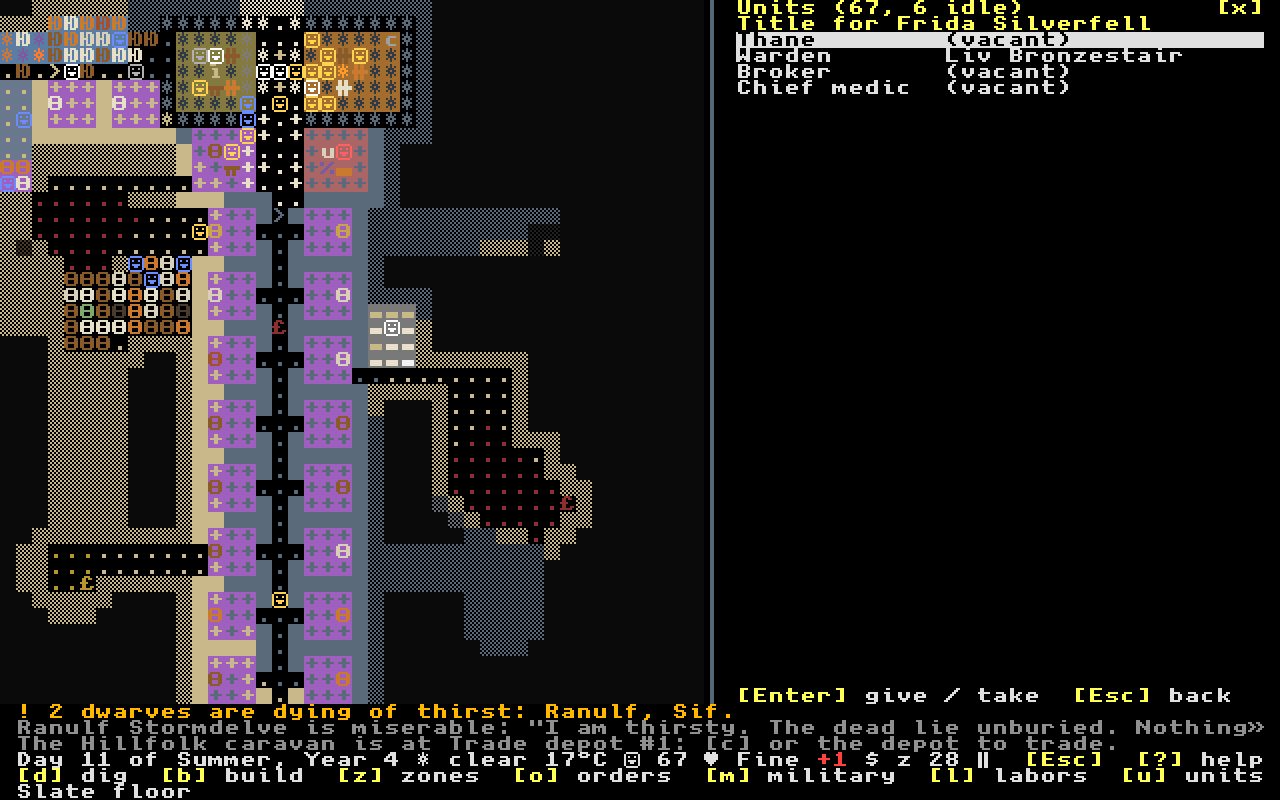 Units (67, 6 idle) [x]
Title for Frida Silverfell
Thane (vacant)
Warden Liv Bronzestair
Broker (vacant)
Chief medic (vacant)
[Enter] give / take [Esc] back
! 2 dwarves are dying of thirst: Ranulf, Sif.
Ranulf Stormdelve is miserable: "I am thirsty. The dead lie unburied. Nothing»
The Hillfolk caravan is at Trade depot #1; [c] or the depot to trade.
Day 11 of Summer, Year 4 * clear 17°C ☺ 67 ♥ Fine +1 $ z 28 ‖ [Esc] [?] help
[d] dig [b] build [z] zones [o] orders [m] military [l] labors [u] units
Slate floor